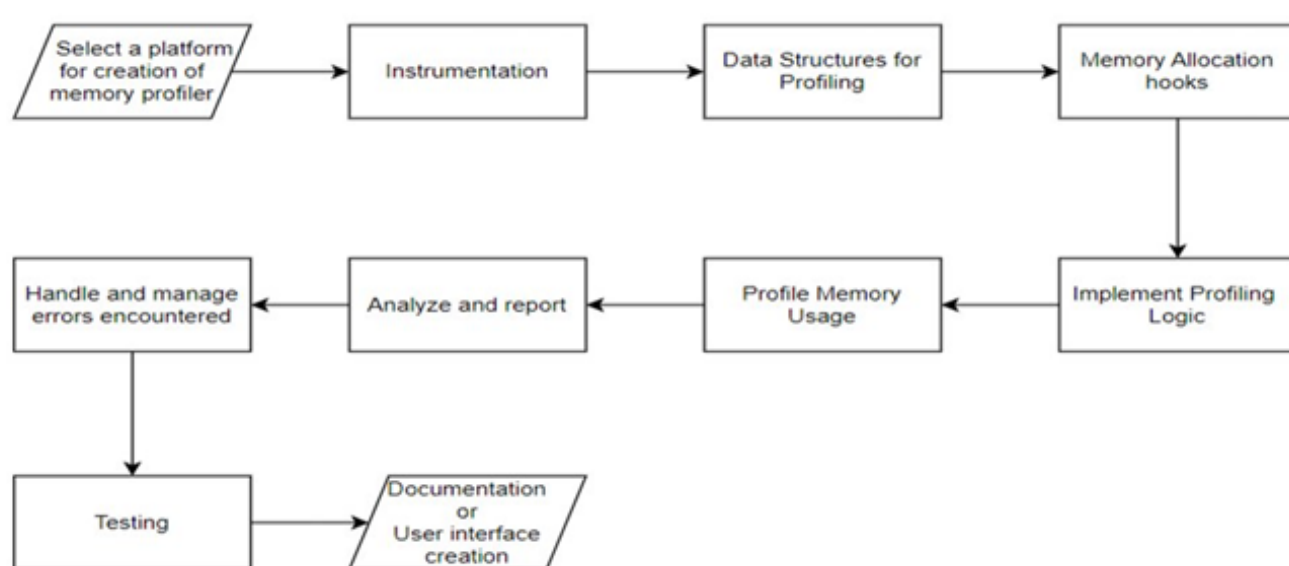 Select a platform
for creation of
memory profiler
Instrumentation
Data Structures for
Profiling
Memory Allocation
hooks
Implement Profiling
Logic
Profile Memory
Usage
Analyze and report
Handle and manage
errors encountered
Testing
Documentation
or
User interface
creation